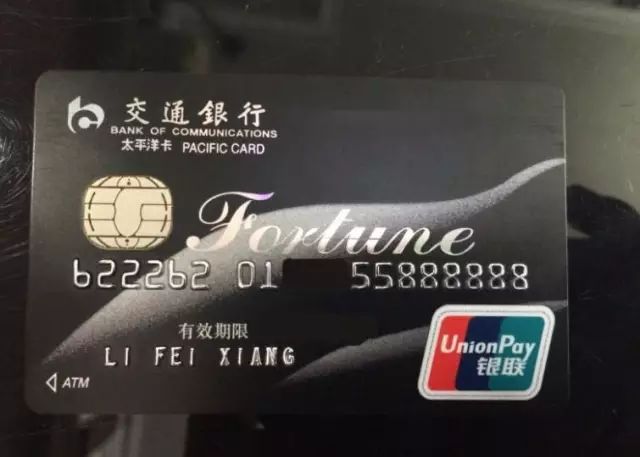 交通銀行
BANK OF COMMUNICATIONS
太平洋卡 PACIFIC CARD
Fortune
622262 01 55888888
有效期限
LI FEI XIANG
ATM
UnionPay
银联